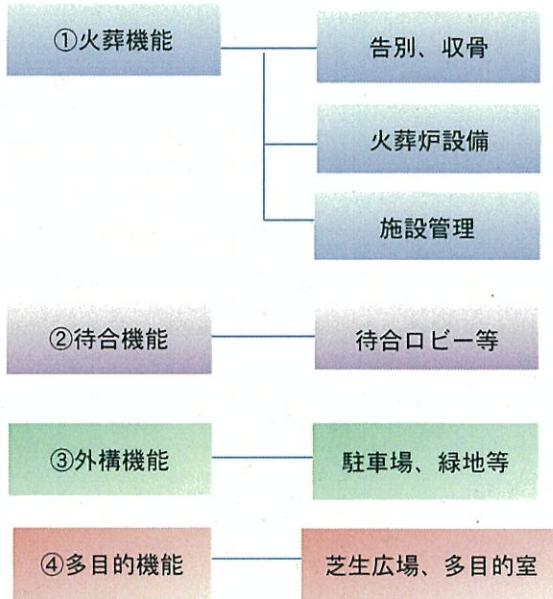 ①火葬機能
告別、収骨
火葬炉設備
施設管理
②待合機能
待合ロビー等
③外構機能
駐車場、緑地等
④多目的機能
芝生広場、多目的室